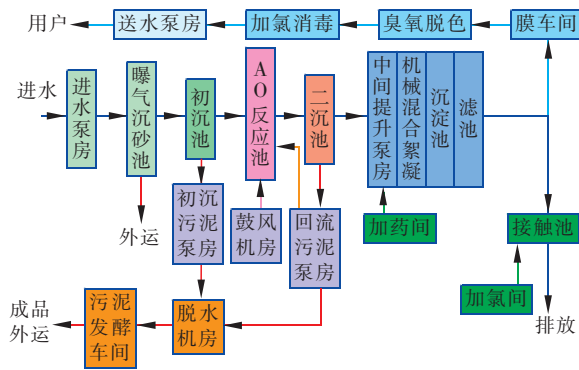 用户
送水泵房
加氯消毒
臭氧脱色
膜车间
进水
进水泵房
曝气沉砂池
初沉池
AO反应池
二沉池
中间提升泵房
机械混合絮凝
沉淀池
滤池
外运
初沉
污泥
泵房
鼓风
机房
回流
污泥
泵房
加药间
接触池
加氯间
排放
成品
外运
污泥
发酵
车间
脱水
机房